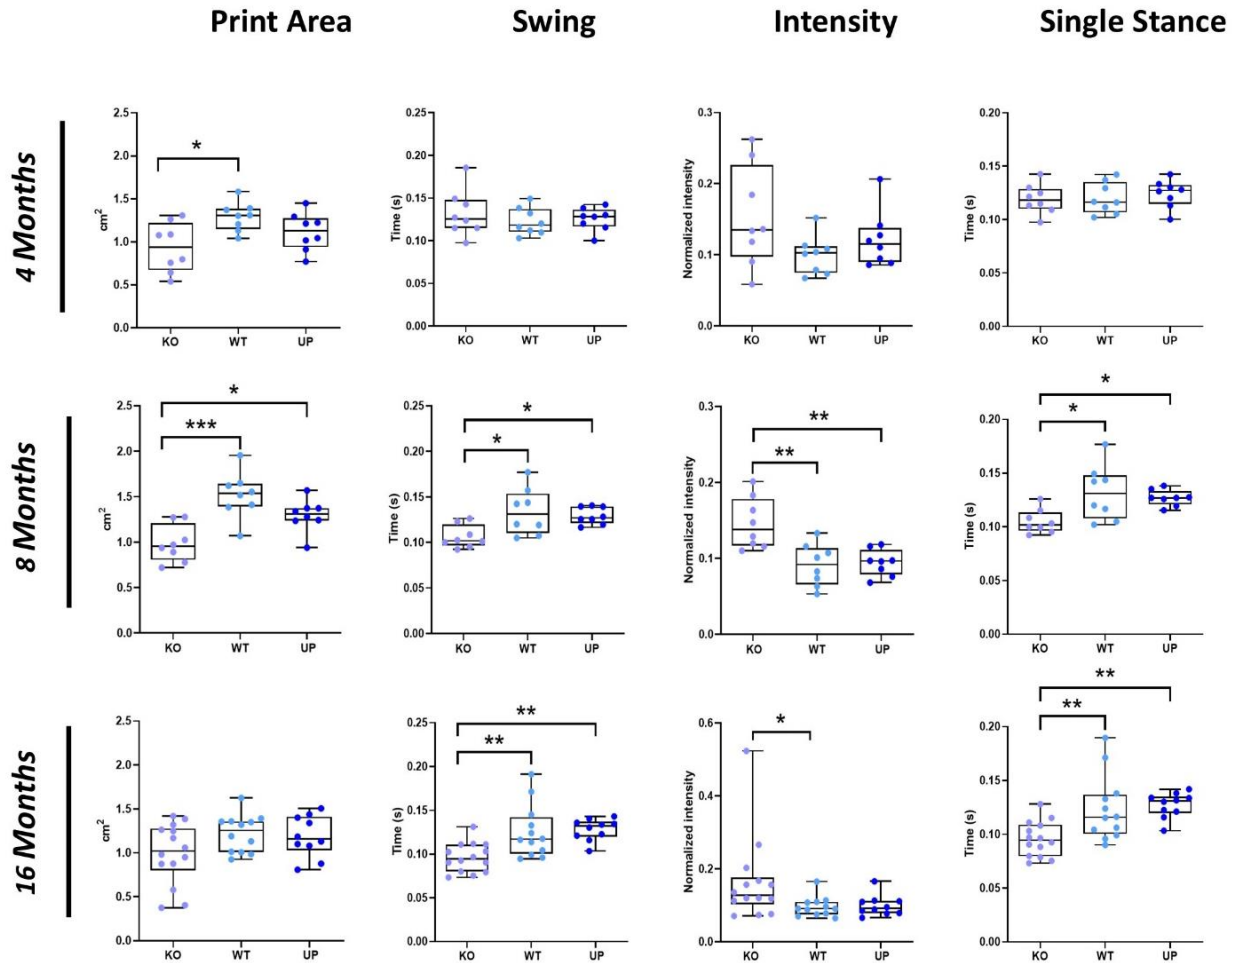 Print Area Swing Intensity Single Stance
4 Months
cm²
2.5
2.0
1.5
1.0
0.5
0.0
*
KO WT UP
Time (s)
0.25
0.20
0.15
0.10
0.05
0.00
KO WT UP
Normalized intensity
0.3
0.2
0.1
0.0
KO WT UP
Time (s)
0.20
0.15
0.10
0.05
0.00
KO WT UP
8 Months
cm²
2.5
2.0
1.5
1.0
0.5
0.0
*
***
KO WT UP
Time (s)
0.25
0.20
0.15
0.10
0.05
0.00
*
*
KO WT UP
Normalized intensity
0.3
0.2
0.1
0.0
**
**
KO WT UP
Time (s)
0.20
0.15
0.10
0.05
0.00
*
*
KO WT UP
16 Months
cm²
2.5
2.0
1.5
1.0
0.5
0.0
KO WT UP
Time (s)
0.25
0.20
0.15
0.10
0.05
0.00
**
**
KO WT UP
Normalized intensity
0.6
0.4
0.2
0.0
*
KO WT UP
Time (s)
0.20
0.15
0.10
0.05
0.00
**
**
KO WT UP